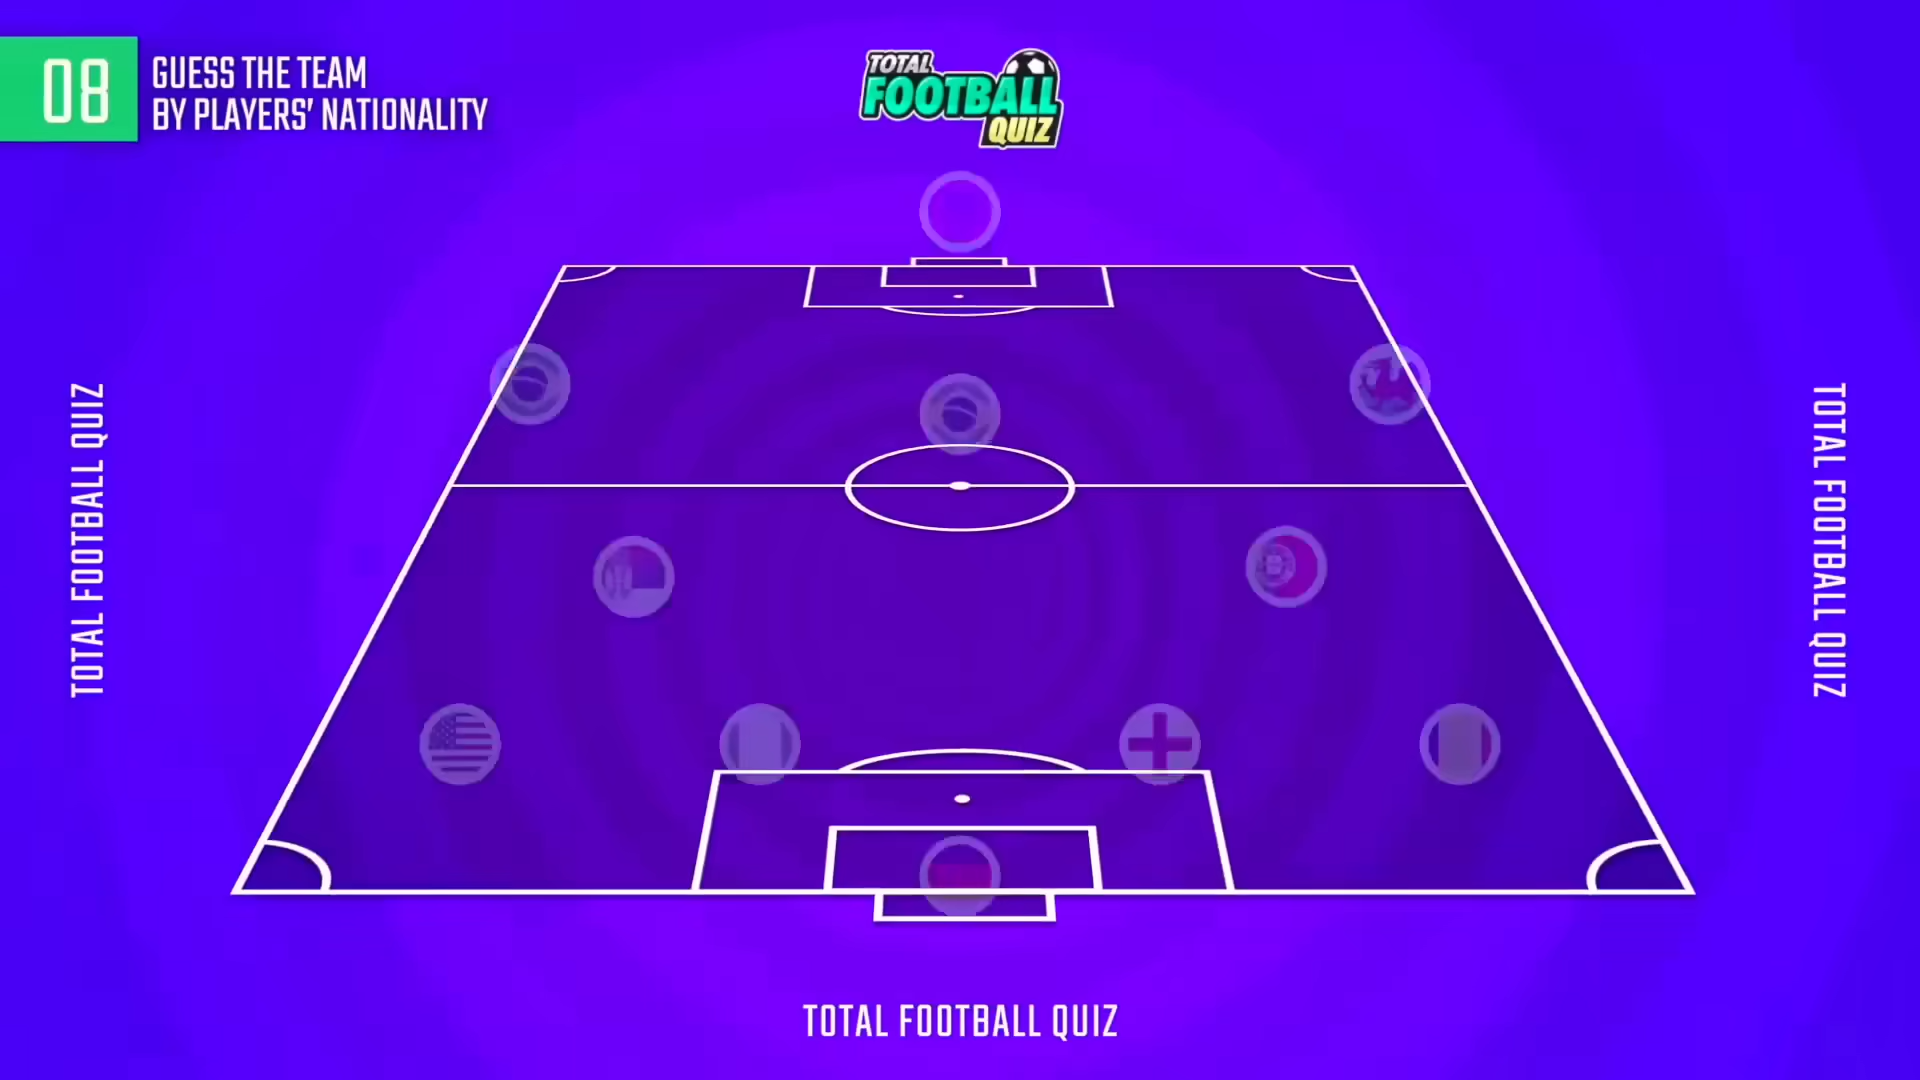 08
GUESS THE TEAM
BY PLAYERS' NATIONALITY
TOTAL
FOOTBALL
QUIZ
TOTAL FOOTBALL QUIZ
TOTAL FOOTBALL QUIZ
TOTAL FOOTBALL QUIZ